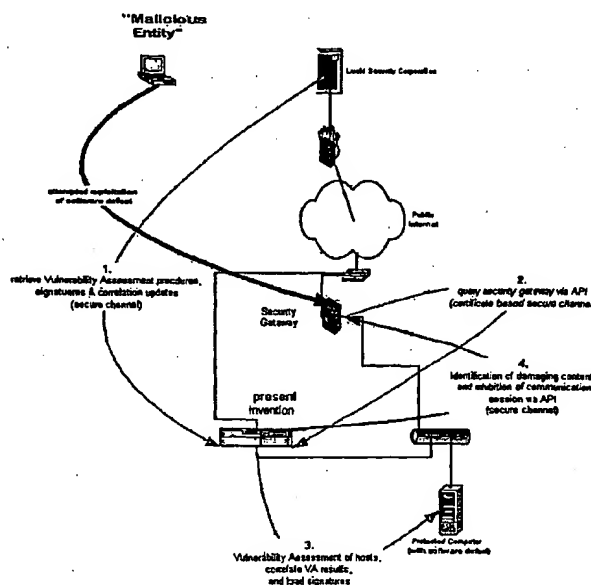 "Malicious
Entity"
Security Corporation
attempted exploitation
of software defect
Public
Internet
1.
retrieve Vulnerability Assessment procedures,
signatures & correlation updates
(secure channel)
2.
query security gateway via API
(certificate based secure channel)
Security
Gateway
4.
Identification of damaging content
and inhibition of communication
session via API
(secure channel)
present
invention
3.
Vulnerability Assessment of hosts,
correlate VA results,
and load signatures
Protected Computer
(with software defect)